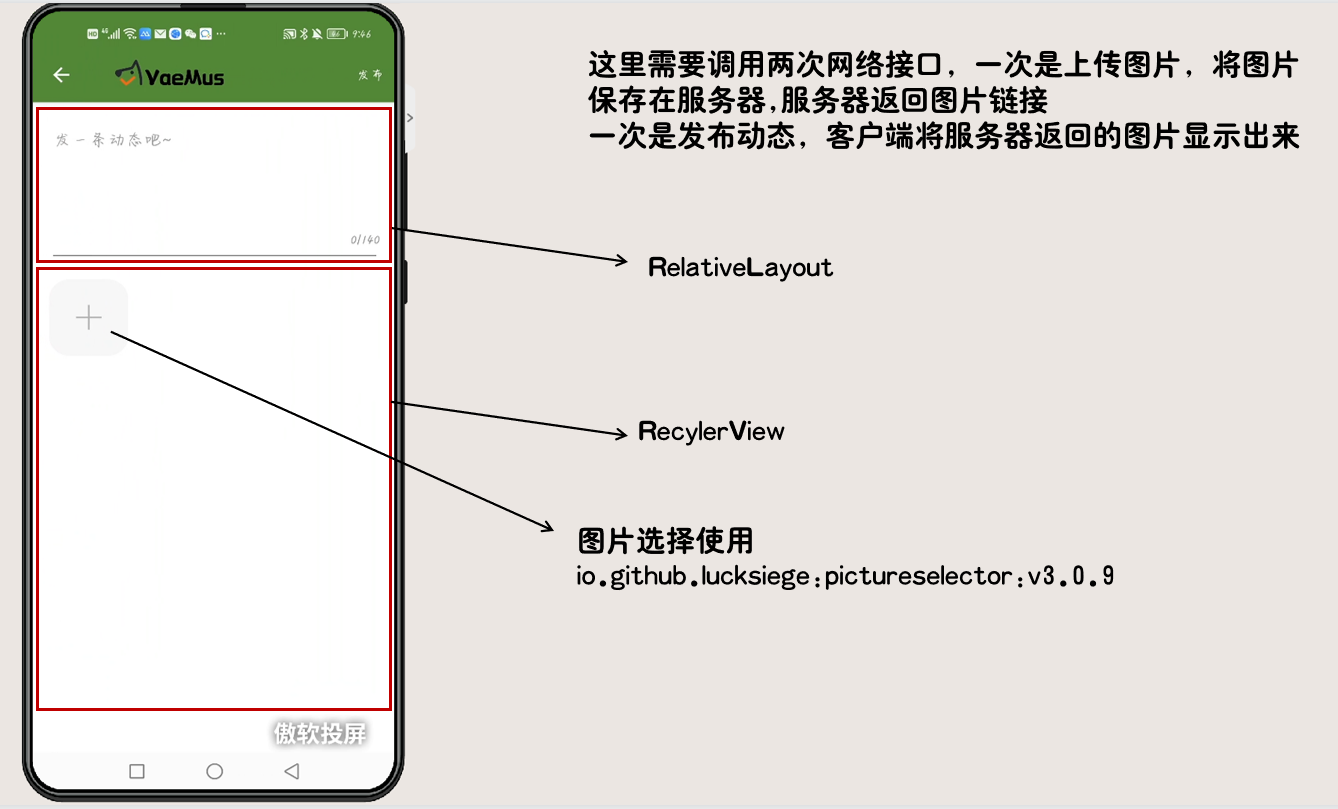 HD 4G 9:46
VaeMus
发布
发一条动态吧~
0/140
傲软投屏
这里需要调用两次网络接口，一次是上传图片，将图片
保存在服务器,服务器返回图片链接
一次是发布动态，客户端将服务器返回的图片显示出来
RelativeLayout
RecylerView
图片选择使用
io.github.lucksiege:pictureselector:v3.0.9